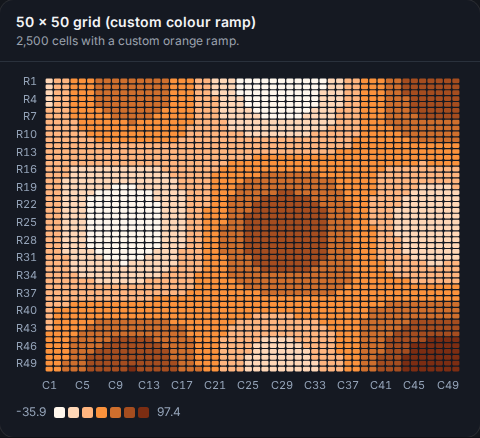 50 × 50 grid (custom colour ramp)
2,500 cells with a custom orange ramp.
R1
R4
R7
R10
R13
R16
R19
R22
R25
R28
R31
R34
R37
R40
R43
R46
R49
C1 C5 C9 C13 C17 C21 C25 C29 C33 C37 C41 C45 C49
-35.9 97.4